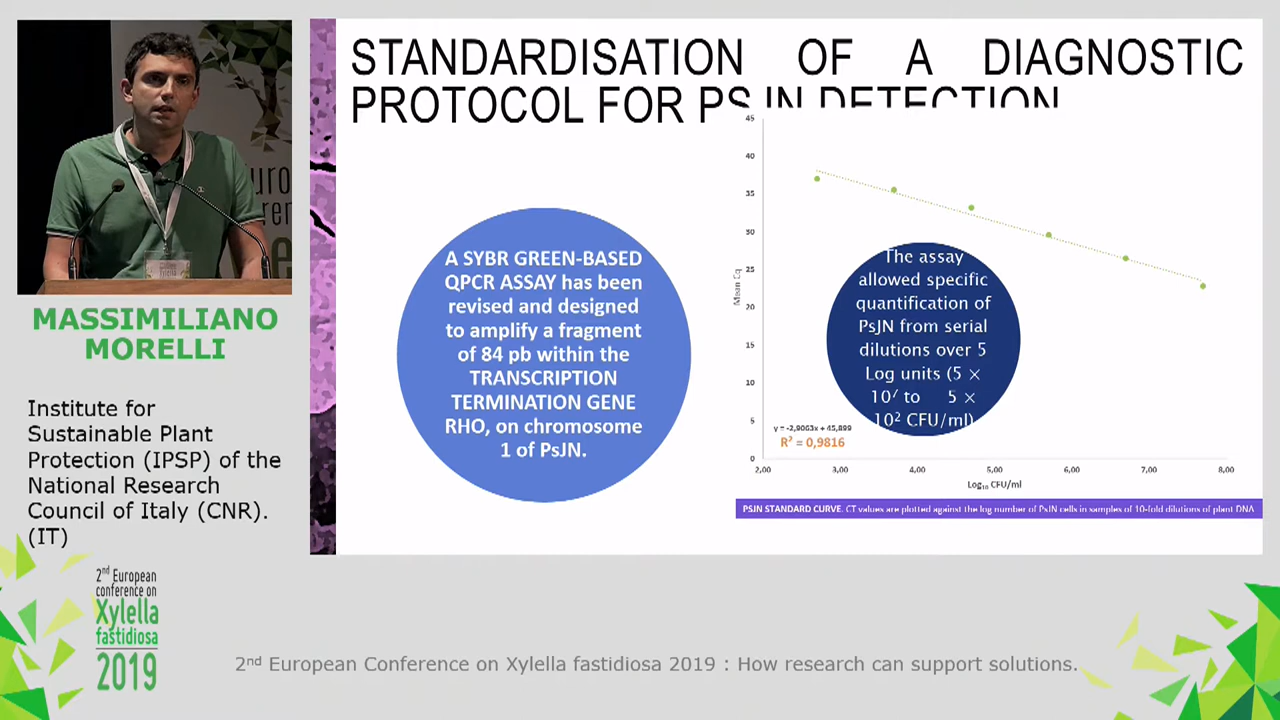 STANDARDISATION OF A DIAGNOSTIC
PROTOCOL FOR PSJN DETECTION
A SYBR GREEN-BASED
QPCR ASSAY has been
revised and designed
to amplify a fragment
of 84 pb within the
TRANSCRIPTION
TERMINATION GENE
RHO, on chromosome
1 of PsJN.
45
40
35
30
25
20
15
10
5
0
Mean Cq
The assay
allowed specific
quantification of
PsJN from serial
dilutions over 5
Log units (5 ×
10⁷ to 5 ×
10² CFU/ml)
y = -2,9063x + 45,899
R² = 0,9816
2,00 3,00 4,00 5,00 6,00 7,00 8,00
Log₁₀ CFU/ml
PSJN STANDARD CURVE. CT values are plotted against the log number of PsJN cells in samples of 10-fold dilutions of plant DNA
MASSIMILIANO
MORELLI
Institute for
Sustainable Plant
Protection (IPSP) of the
National Research
Council of Italy (CNR).
(IT)
2nd European
conference on
Xylella
fastidiosa
2019
2nd European Conference on Xylella fastidiosa 2019 : How research can support solutions.